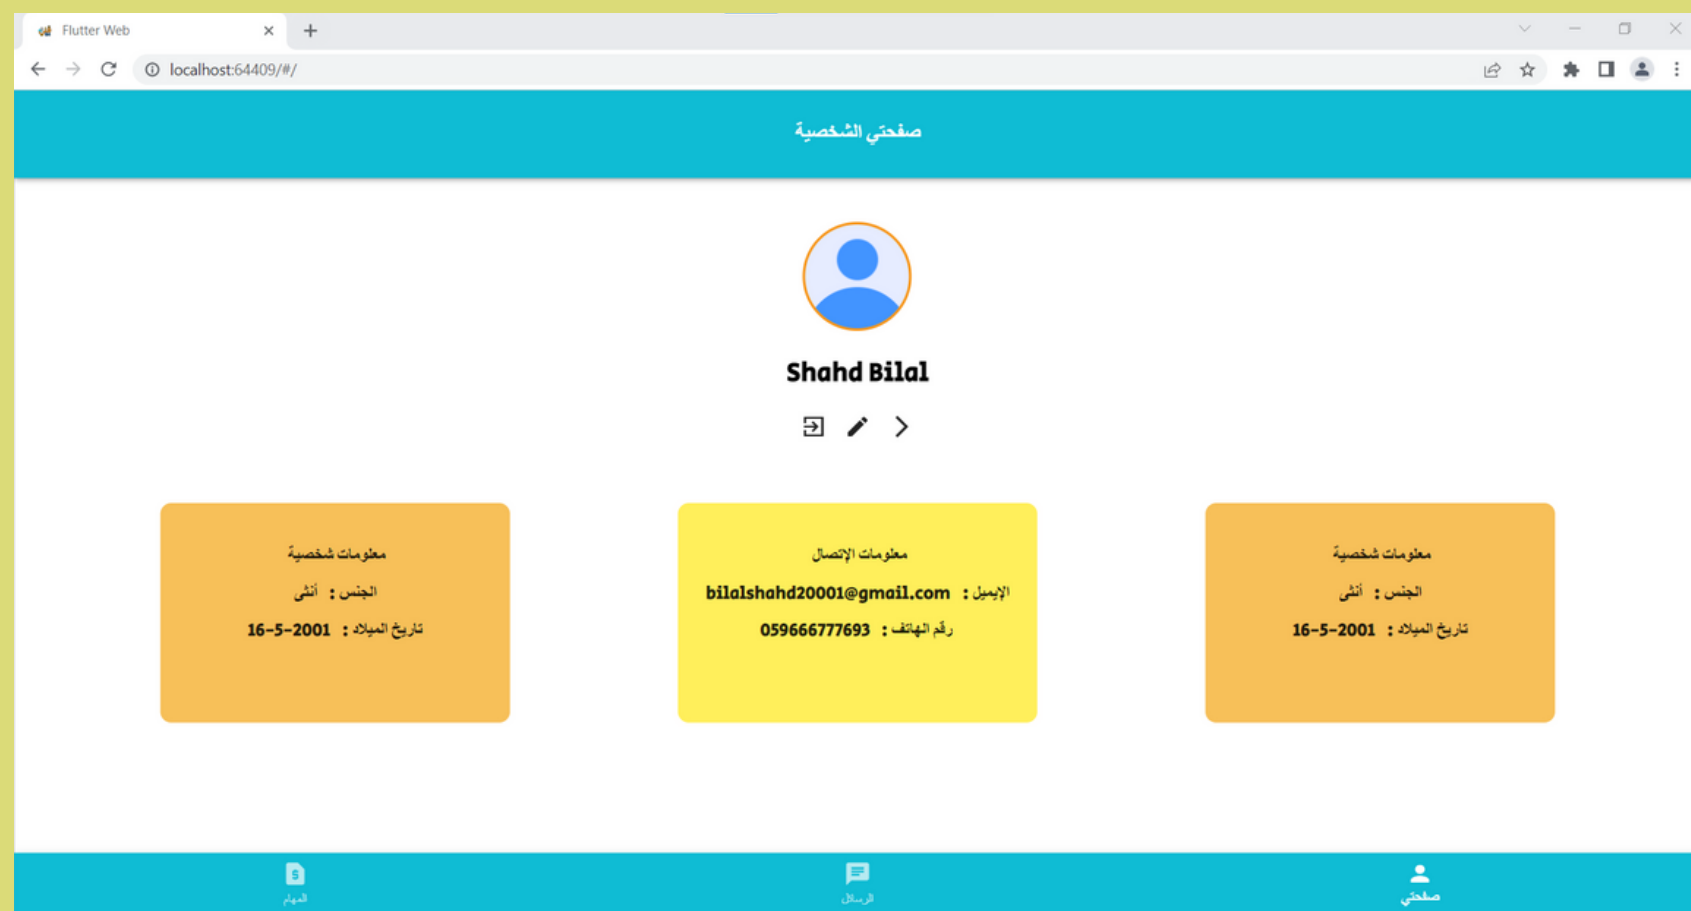 Flutter Web
localhost:64409/#/
صفحتي الشخصية
Shahd Bilal
معلومات شخصية
الجنس : أنثى
تاريخ الميلاد : 2001-5-16
معلومات الإتصال
الإيميل : bilalshahd20001@gmail.com
رقم الهاتف : 059666777693
معلومات شخصية
الجنس : أنثى
تاريخ الميلاد : 2001-5-16
صفحتي
الرسائل
المهام